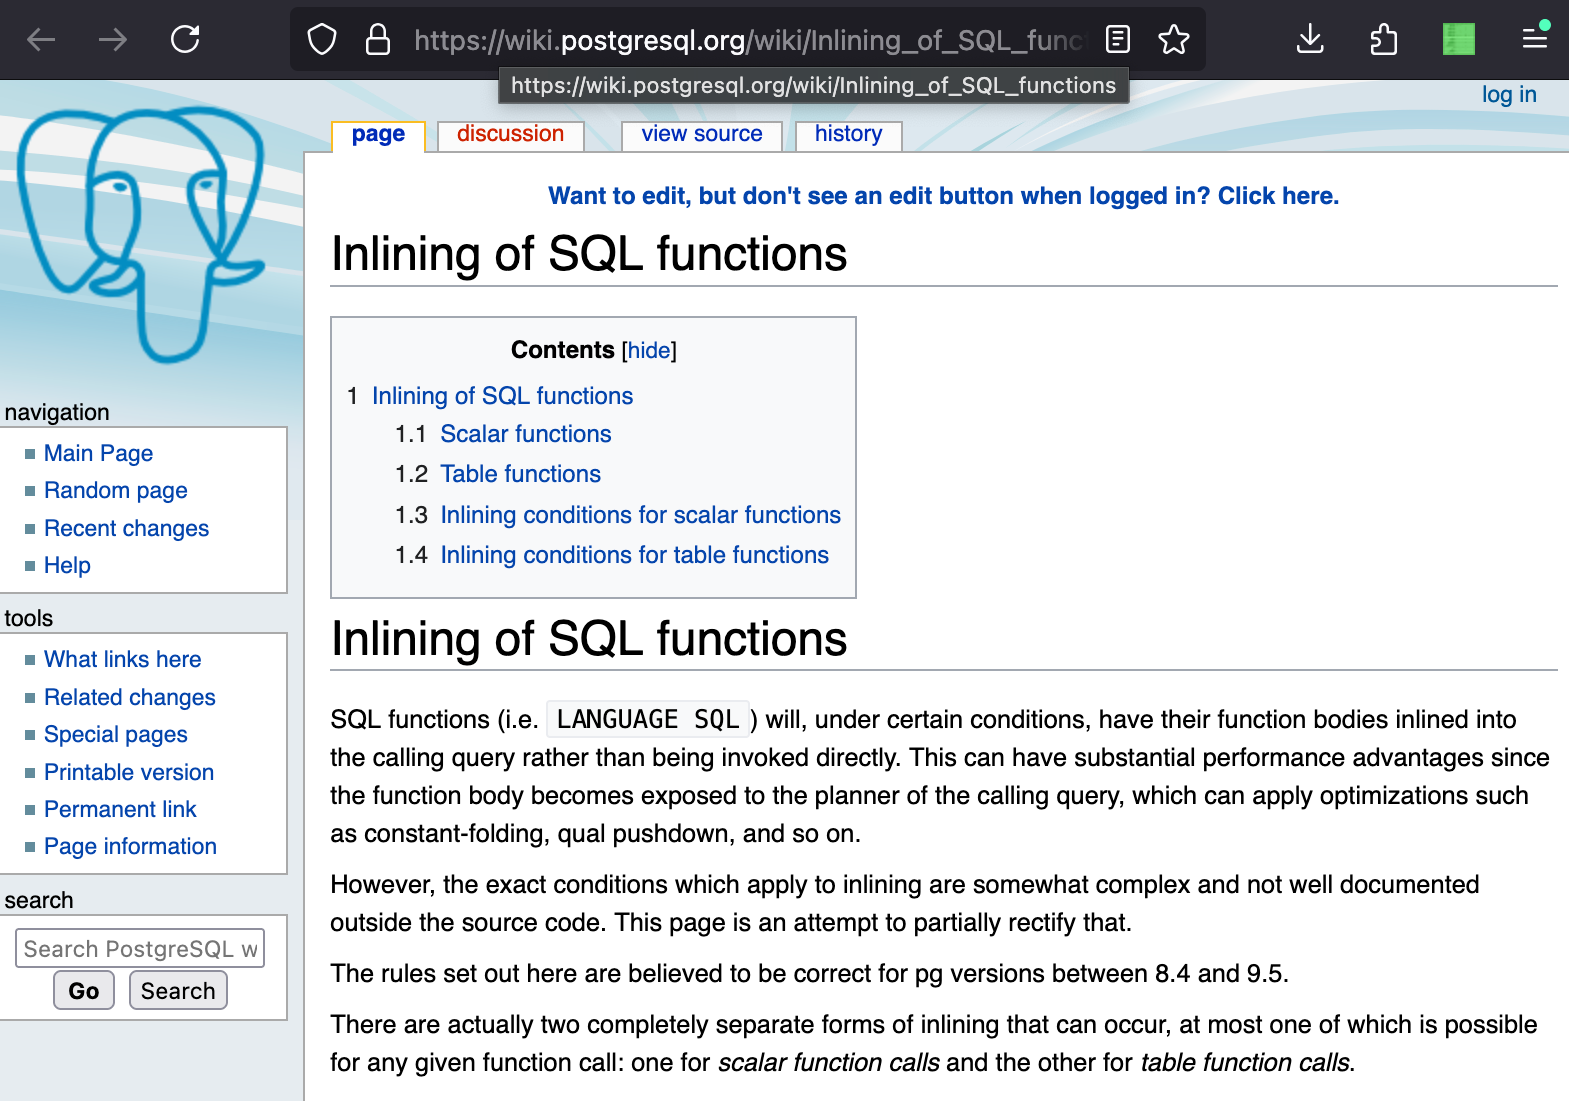 https://wiki.postgresql.org/wiki/Inlining_of_SQL_func
https://wiki.postgresql.org/wiki/Inlining_of_SQL_functions
log in
page
discussion
view source
history
Want to edit, but don't see an edit button when logged in? Click here.
Inlining of SQL functions
Contents [hide]
1 Inlining of SQL functions
1.1 Scalar functions
1.2 Table functions
1.3 Inlining conditions for scalar functions
1.4 Inlining conditions for table functions
navigation
Main Page
Random page
Recent changes
Help
tools
What links here
Related changes
Special pages
Printable version
Permanent link
Page information
search
Search PostgreSQL w
Go Search
Inlining of SQL functions
SQL functions (i.e. LANGUAGE SQL ) will, under certain conditions, have their function bodies inlined into
the calling query rather than being invoked directly. This can have substantial performance advantages since
the function body becomes exposed to the planner of the calling query, which can apply optimizations such
as constant-folding, qual pushdown, and so on.
However, the exact conditions which apply to inlining are somewhat complex and not well documented
outside the source code. This page is an attempt to partially rectify that.
The rules set out here are believed to be correct for pg versions between 8.4 and 9.5.
There are actually two completely separate forms of inlining that can occur, at most one of which is possible
for any given function call: one for scalar function calls and the other for table function calls.